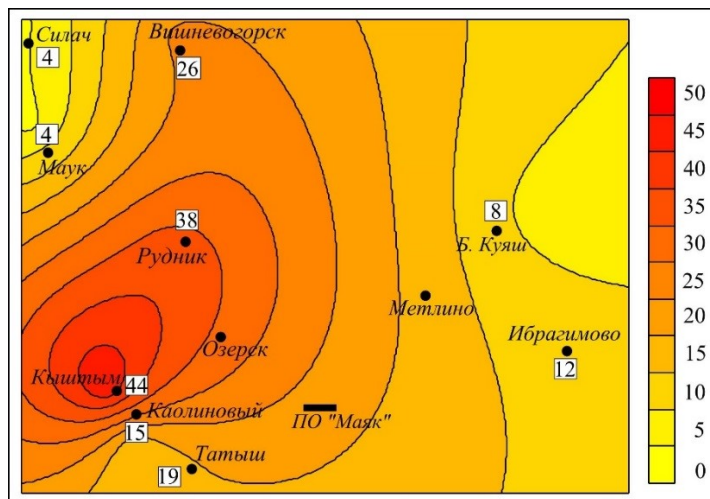 Силач
4
Вишневогорск
26
4
Маук
38
Рудник
8
Б. Куяш
Метлино
Озерск
Ибрагимово
12
Кыштым
44
Каолиновый
15
ПО "Маяк"
Татыш
19
50
45
40
35
30
25
20
15
10
5
0